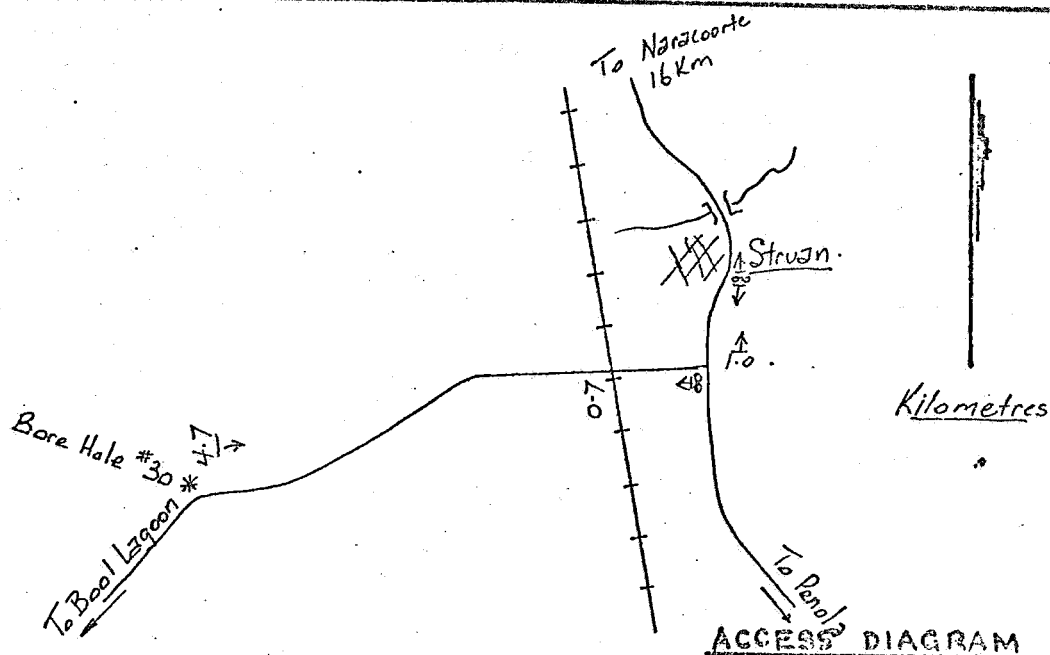 To Naracoorte
16Km
Struan.
1.0
0.7
Kilometres
Bore Hole #30
4.7
To Bool Lagoon
To Penola
ACCESS DIAGRAM